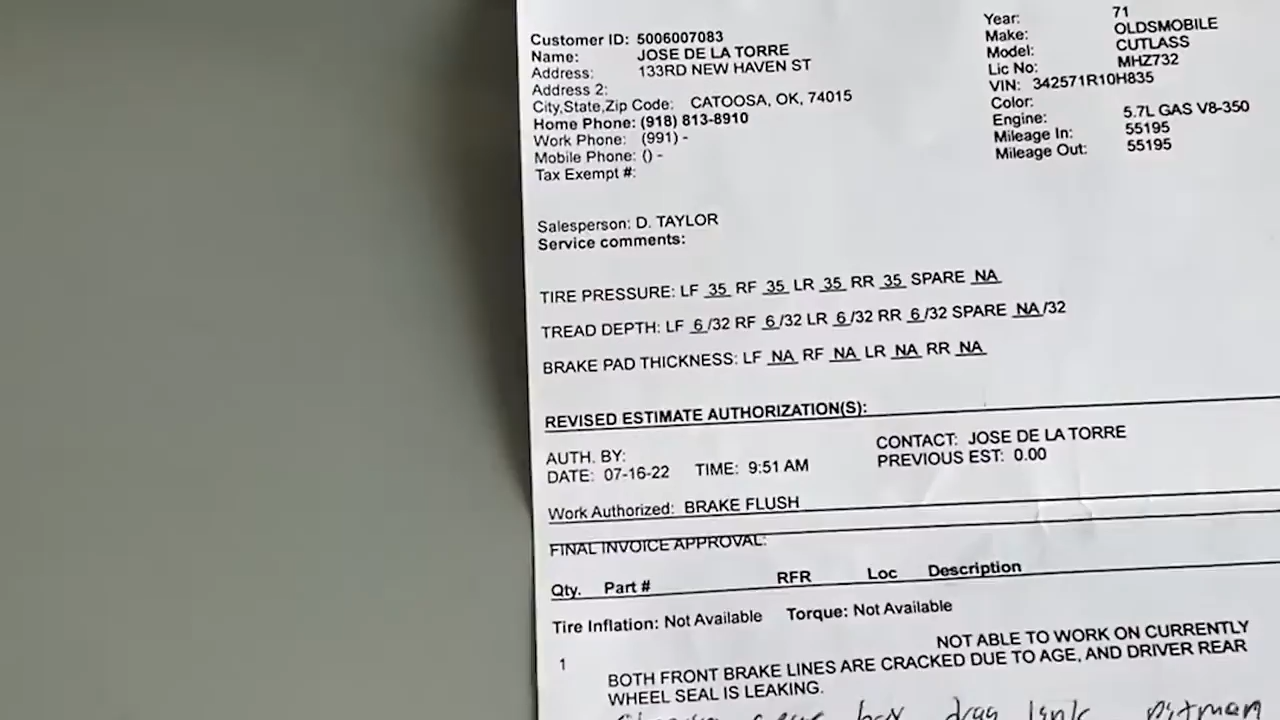 Customer ID: 5006007083
Name: JOSE DE LA TORRE
Address: 133RD NEW HAVEN ST
Address 2:
City,State,Zip Code: CATOOSA, OK, 74015
Home Phone: (918) 813-8910
Work Phone: (991) -
Mobile Phone: () -
Tax Exempt #:
Year: 71
Make: OLDSMOBILE
Model: CUTLASS
Lic No: MHZ732
VIN: 342571R10H835
Color:
Engine: 5.7L GAS V8-350
Mileage In: 55195
Mileage Out: 55195
Salesperson: D. TAYLOR
Service comments:
TIRE PRESSURE: LF 35 RF 35 LR 35 RR 35 SPARE NA
TREAD DEPTH: LF 6/32 RF 6/32 LR 6/32 RR 6/32 SPARE NA/32
BRAKE PAD THICKNESS: LF NA RF NA LR NA RR NA
REVISED ESTIMATE AUTHORIZATION(S):
AUTH. BY:
DATE: 07-16-22 TIME: 9:51 AM
CONTACT: JOSE DE LA TORRE
PREVIOUS EST: 0.00
Work Authorized: BRAKE FLUSH
FINAL INVOICE APPROVAL:
Qty. Part # RFR Loc Description
Tire Inflation: Not Available Torque: Not Available
1 NOT ABLE TO WORK ON CURRENTLY
BOTH FRONT BRAKE LINES ARE CRACKED DUE TO AGE, AND DRIVER REAR
WHEEL SEAL IS LEAKING.
box drag link pitman